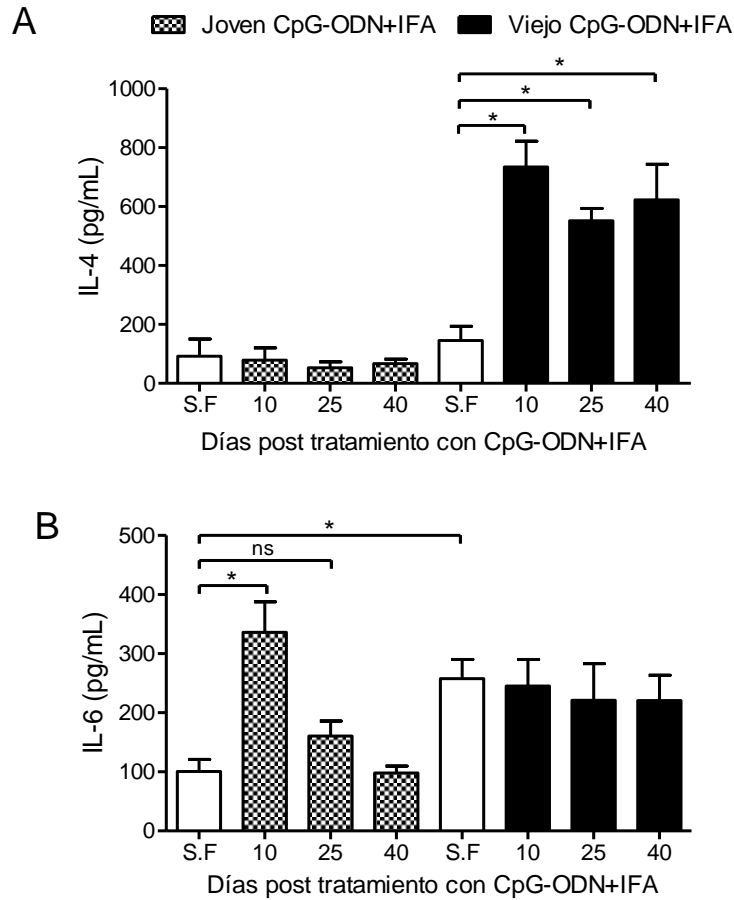 A
Joven CpG-ODN+IFA Viejo CpG-ODN+IFA
* 
*
*
1000
800
600
400
200
0
IL-4 (pg/mL)
S.F 10 25 40 S.F 10 25 40
Días post tratamiento con CpG-ODN+IFA
B
*
ns
*
500
400
300
200
100
0
IL-6 (pg/mL)
S.F 10 25 40 S.F 10 25 40
Días post tratamiento con CpG-ODN+IFA